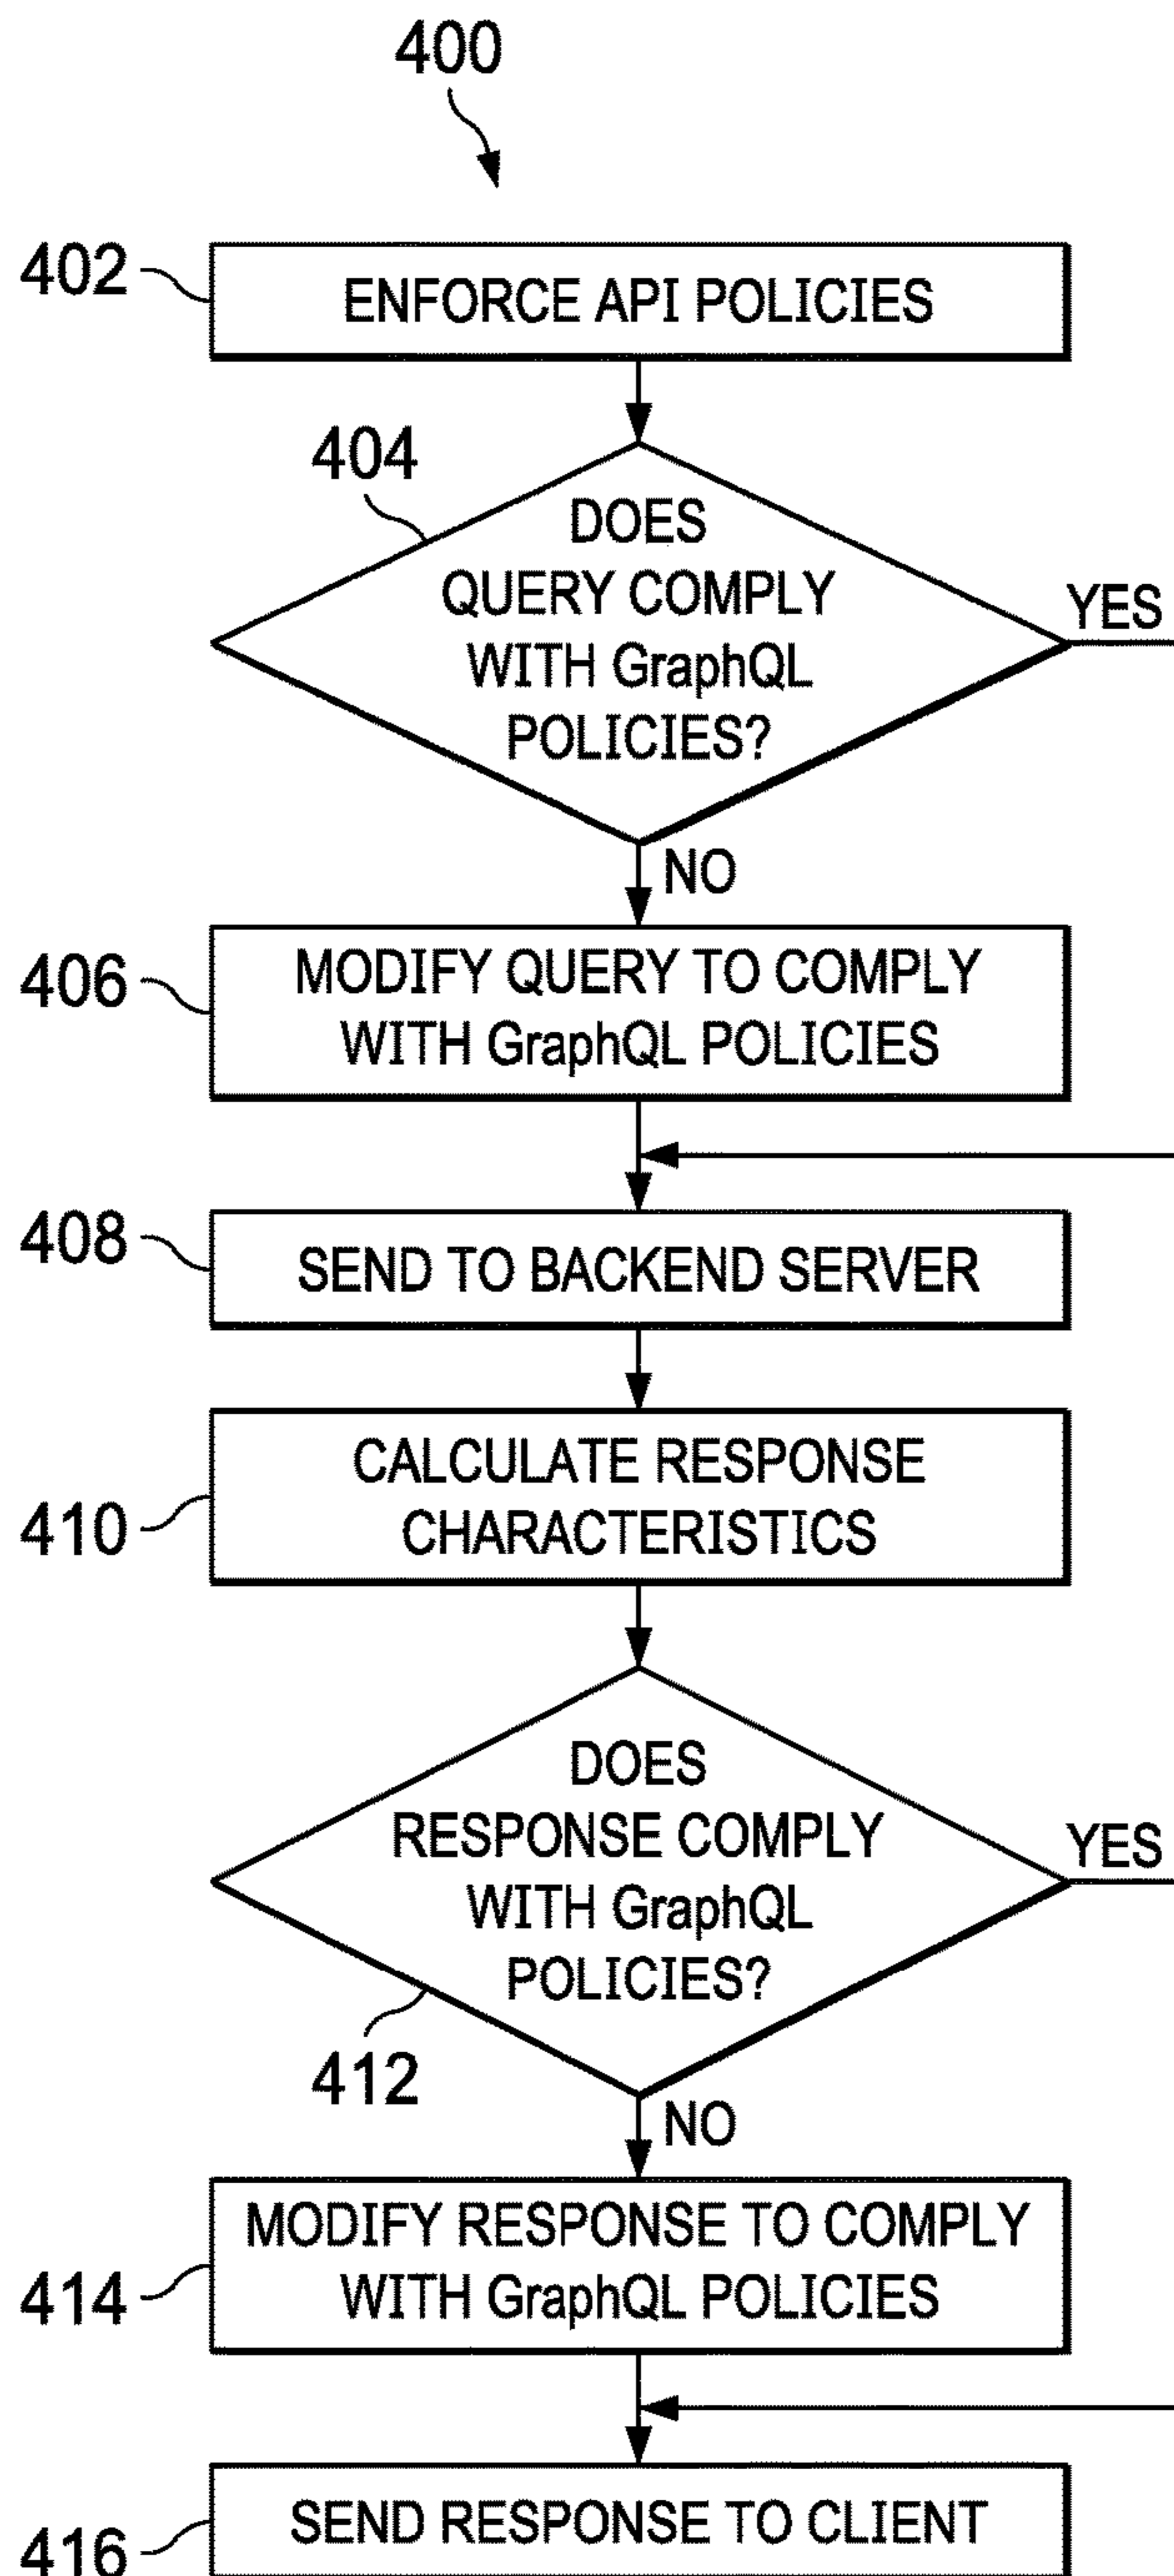 400
402
ENFORCE API POLICIES
404
DOES
QUERY COMPLY
WITH GraphQL
POLICIES?
YES
NO
406
MODIFY QUERY TO COMPLY
WITH GraphQL POLICIES
408
SEND TO BACKEND SERVER
410
CALCULATE RESPONSE
CHARACTERISTICS
DOES
RESPONSE COMPLY
WITH GraphQL
POLICIES?
YES
412
NO
414
MODIFY RESPONSE TO COMPLY
WITH GraphQL POLICIES
416
SEND RESPONSE TO CLIENT